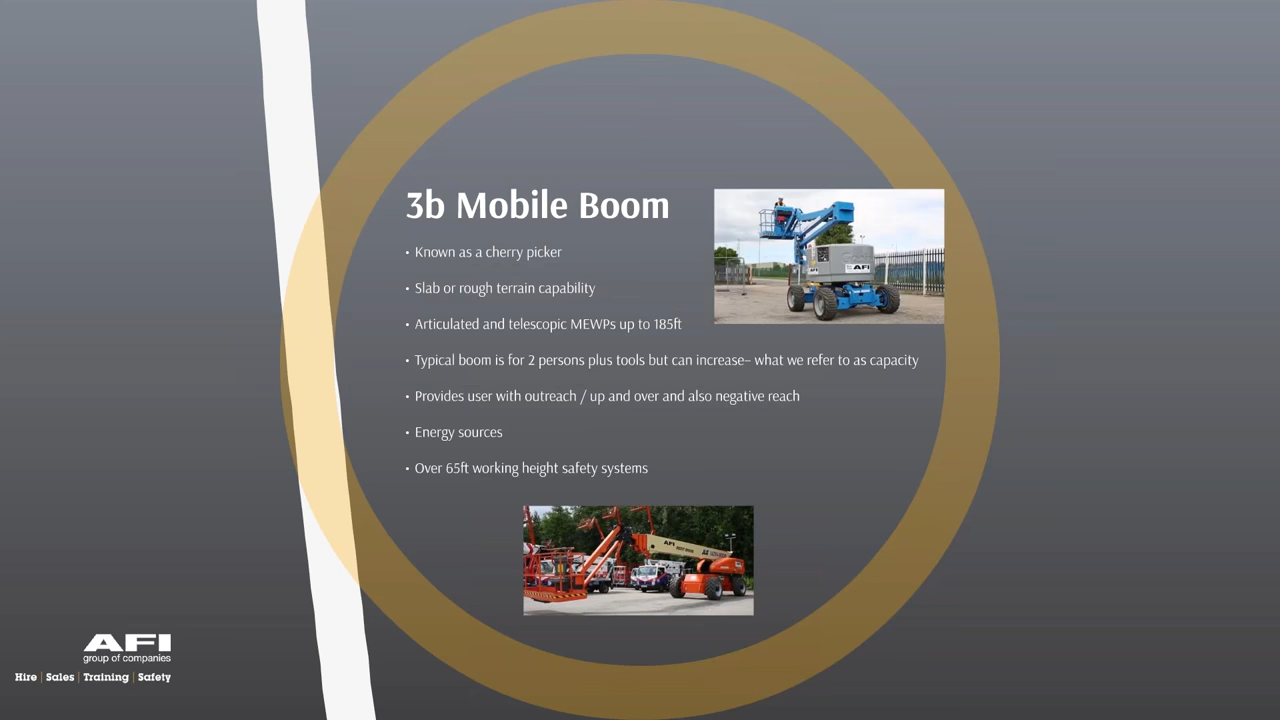 3b Mobile Boom
• Known as a cherry picker
• Slab or rough terrain capability
• Articulated and telescopic MEWPs up to 185ft
• Typical boom is for 2 persons plus tools but can increase– what we refer to as capacity
• Provides user with outreach / up and over and also negative reach
• Energy sources
• Over 65ft working height safety systems
AFI
AFI
AFI
AFI
group of companies
Hire | Sales | Training | Safety